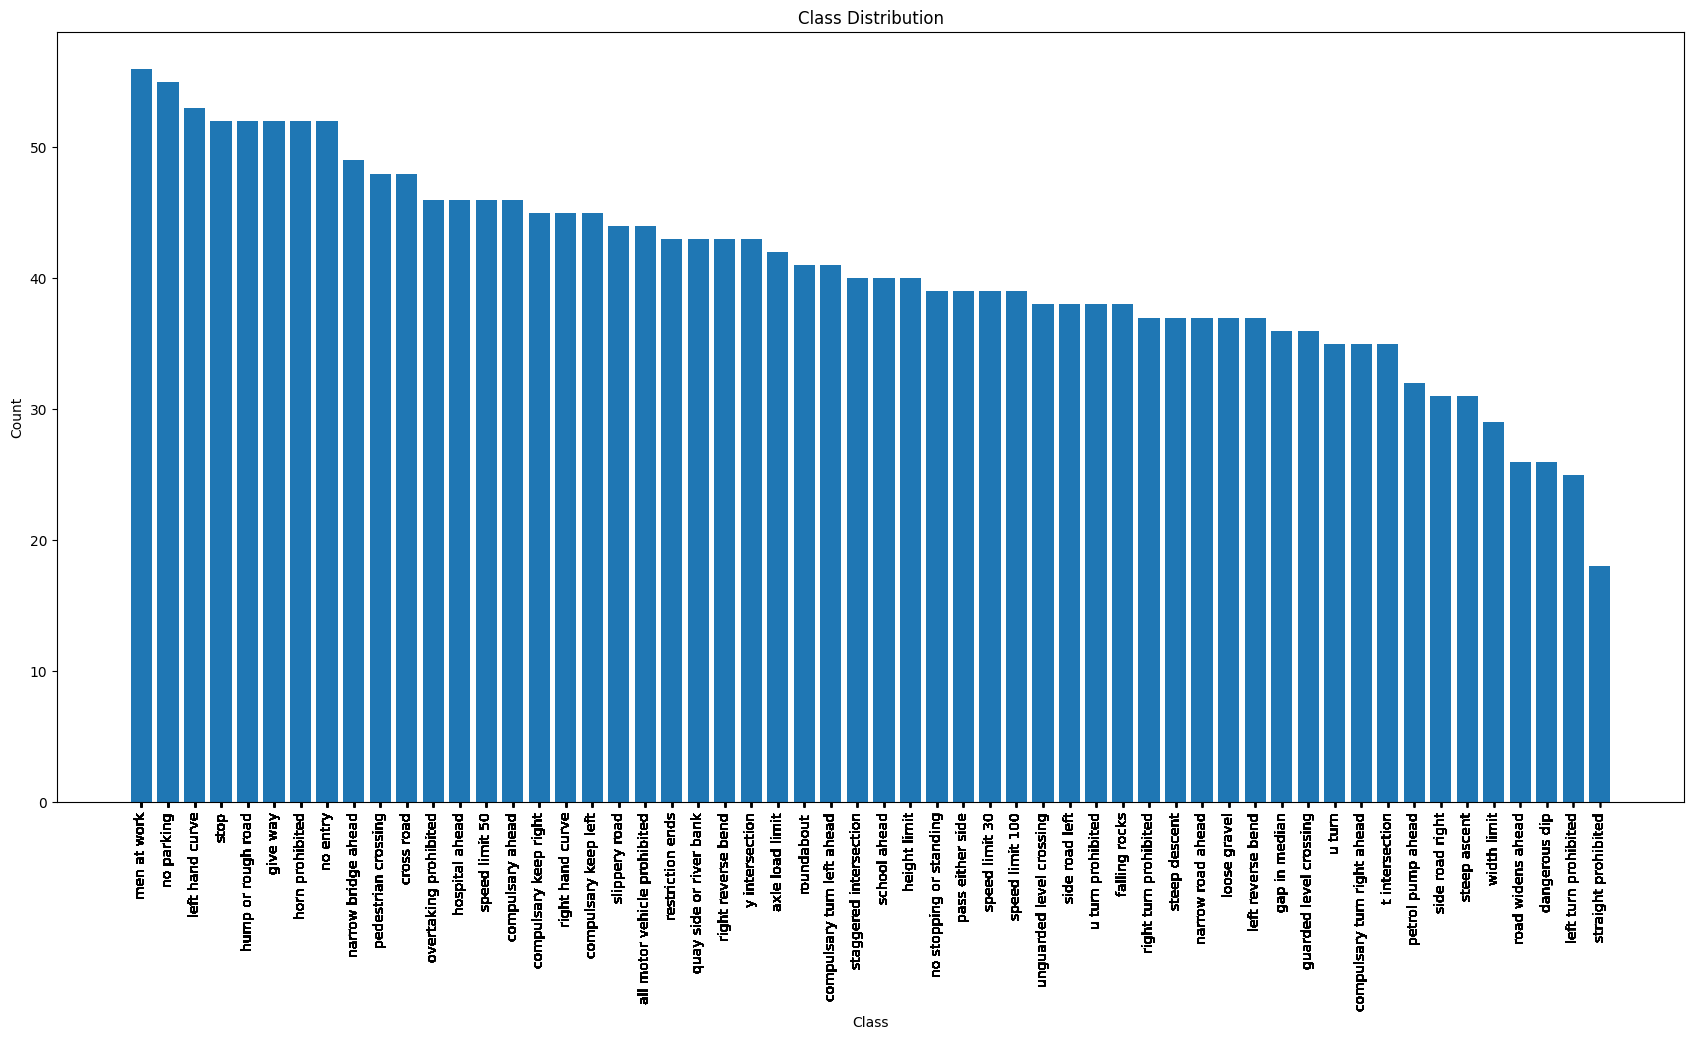 Class Distribution
Count
50
40
30
20
10
0
men at work
no parking
left hand curve
stop
hump or rough road
give way
horn prohibited
no entry
narrow bridge ahead
pedestrian crossing
cross road
overtaking prohibited
hospital ahead
speed limit 50
compulsary ahead
compulsary keep right
right hand curve
compulsary keep left
slippery road
all motor vehicle prohibited
restriction ends
quay side or river bank
right reverse bend
y intersection
axle load limit
roundabout
compulsary turn left ahead
staggered intersection
school ahead
height limit
no stopping or standing
pass either side
speed limit 30
speed limit 100
unguarded level crossing
side road left
u turn prohibited
falling rocks
right turn prohibited
steep descent
narrow road ahead
loose gravel
left reverse bend
gap in median
guarded level crossing
u turn
compulsary turn right ahead
t intersection
petrol pump ahead
side road right
steep ascent
width limit
road widens ahead
dangerous dip
left turn prohibited
straight prohibited
Class